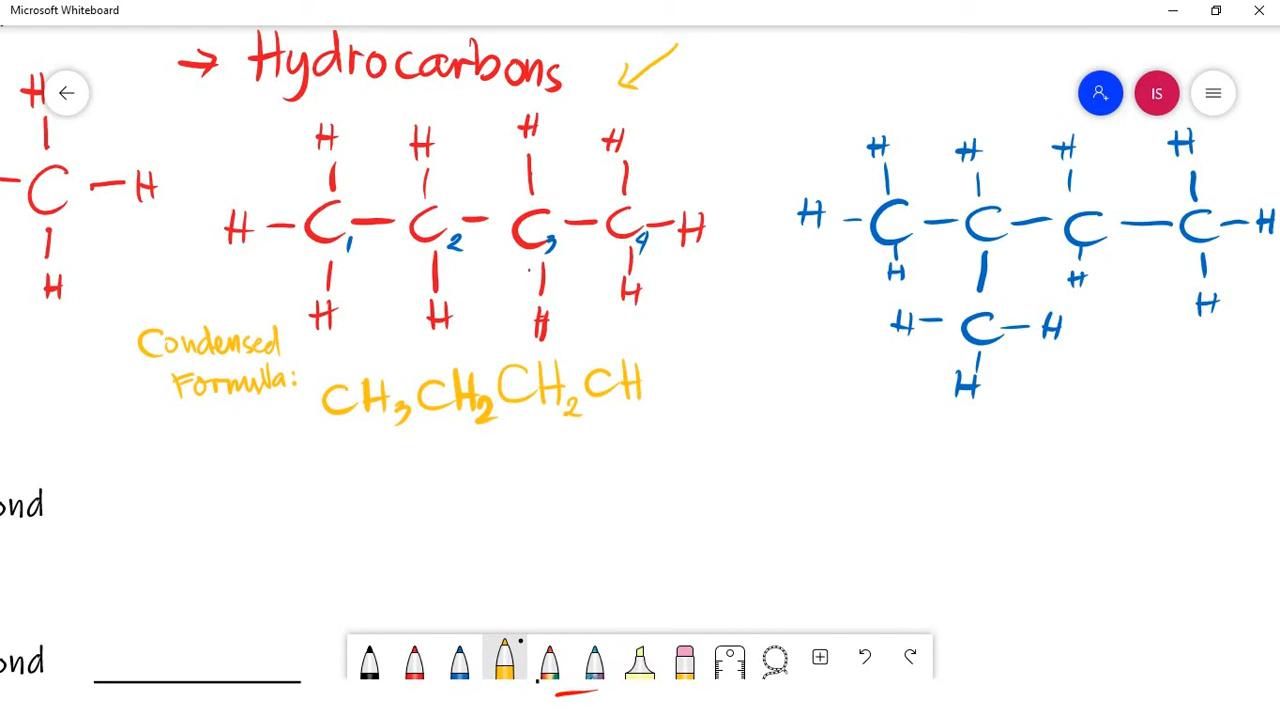 Microsoft Whiteboard
→ Hydrocarbons
IS
H H H H H H H H H
C – H H – C₁ – C₂ – C₃ – C₄ – H H – C – C – C – C – H
H H H H H H H H
H – C – H
H
Condensed
Formula: CH₃CH₂CH₂CH
ond
ond